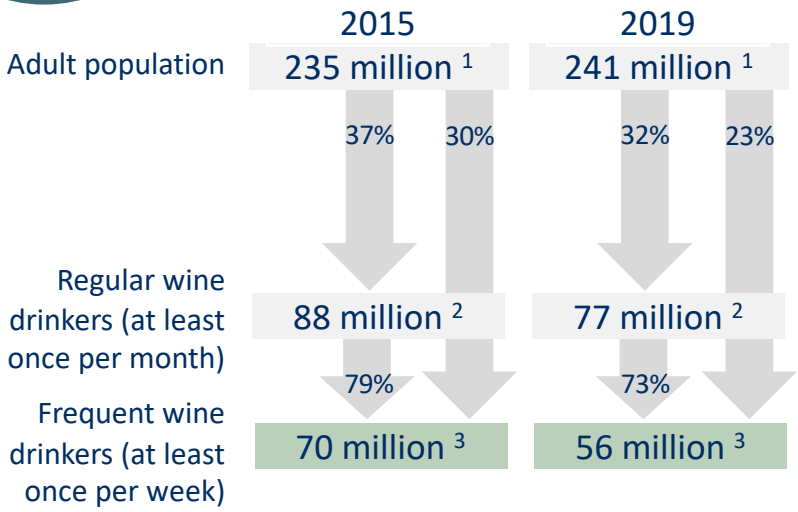 2015 2019
Adult population 235 million ¹ 241 million ¹
37% 30% 32% 23%
Regular wine
drinkers (at least 88 million ² 77 million ²
once per month)
79% 73%
Frequent wine
drinkers (at least 70 million ³ 56 million ³
once per week)